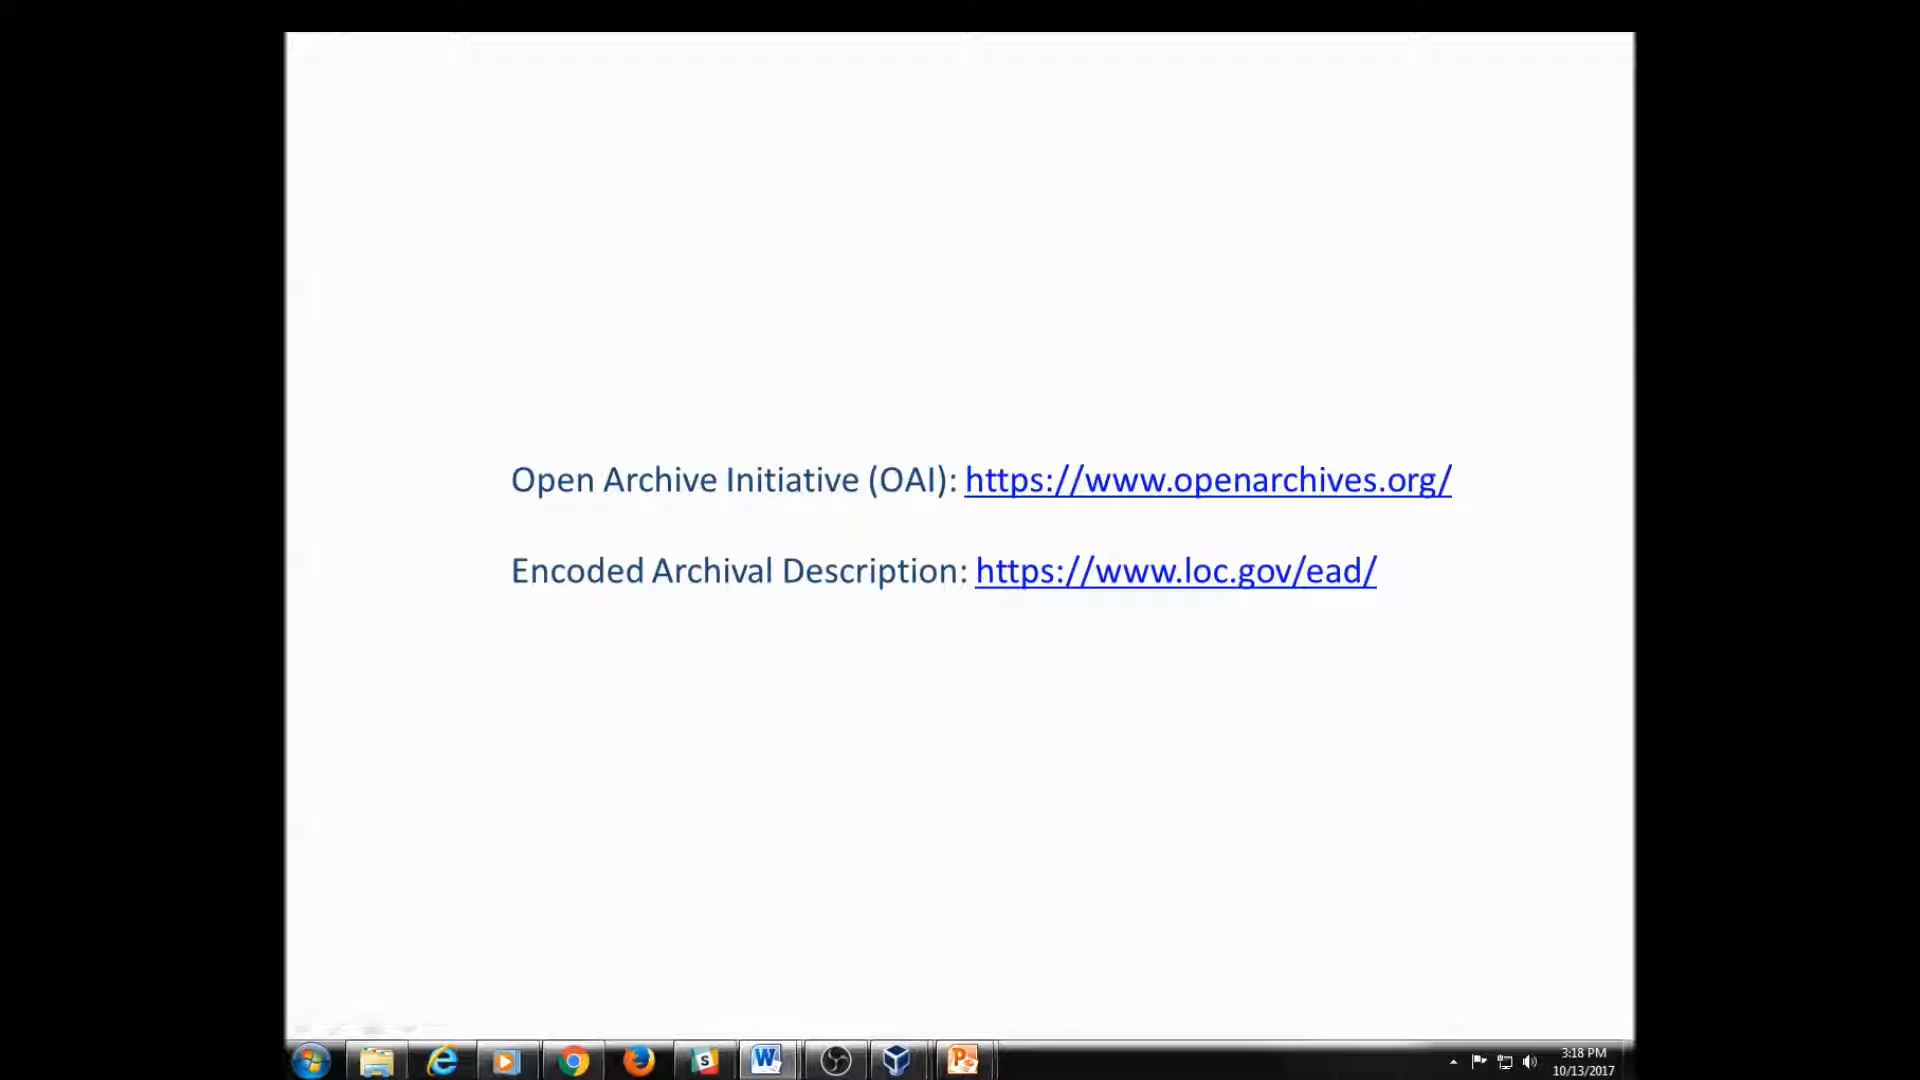 Open Archive Initiative (OAI): https://www.openarchives.org/
Encoded Archival Description: https://www.loc.gov/ead/
3:18 PM
10/13/2017